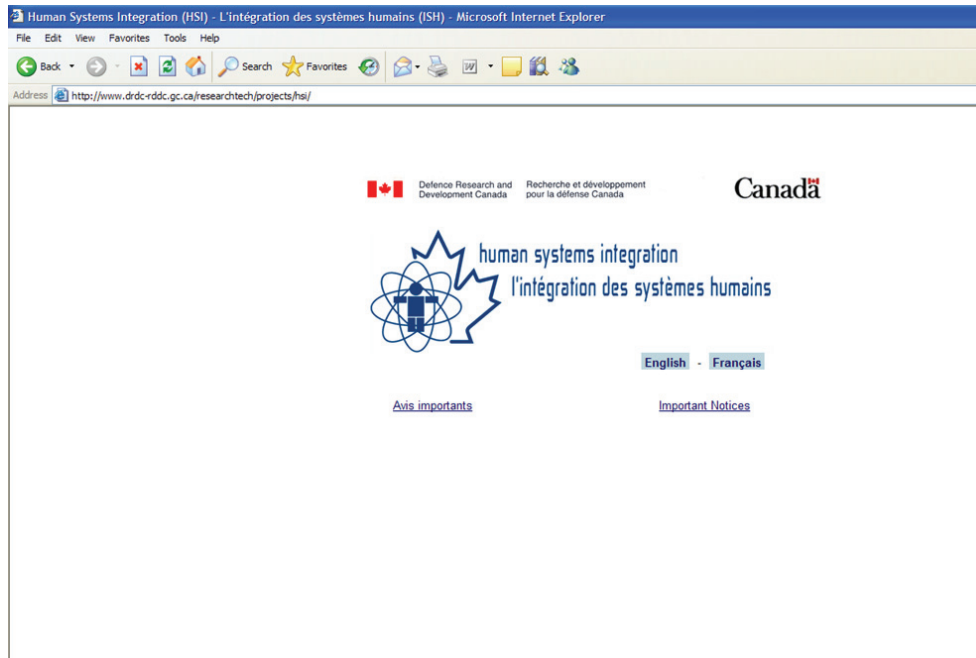 Human Systems Integration (HSI) - L'intégration des systèmes humains (ISH) - Microsoft Internet Explorer
File Edit View Favorites Tools Help
Back Search Favorites W
Address http://www.drdc-rddc.gc.ca/researchtech/projects/hsi/
Defence Research and Recherche et développement
Development Canada pour la défense Canada
Canada
human systems integration
l'intégration des systèmes humains
English - Français
Avis importants Important Notices